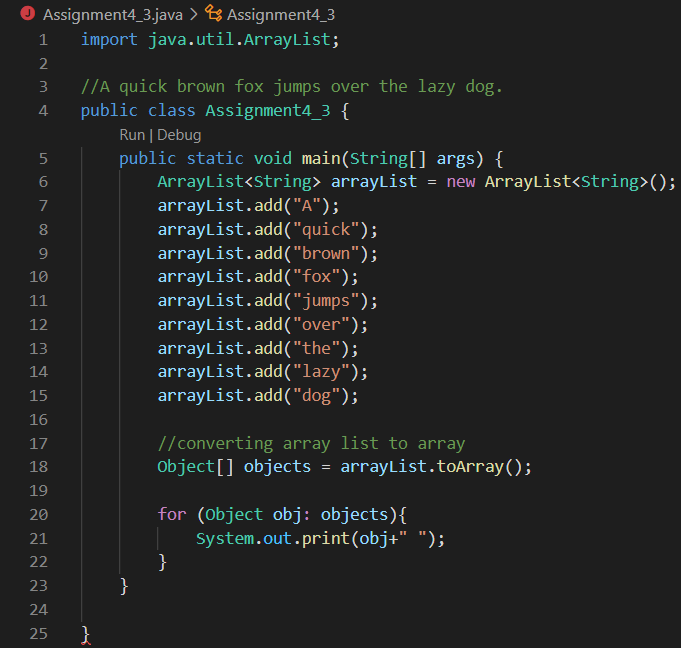 Assignment4_3.java > Assignment4_3
1 import java.util.ArrayList;
2
3 //A quick brown fox jumps over the lazy dog.
4 public class Assignment4_3 {
Run | Debug
5 public static void main(String[] args) {
6 ArrayList<String> arrayList = new ArrayList<String>();
7 arrayList.add("A");
8 arrayList.add("quick");
9 arrayList.add("brown");
10 arrayList.add("fox");
11 arrayList.add("jumps");
12 arrayList.add("over");
13 arrayList.add("the");
14 arrayList.add("lazy");
15 arrayList.add("dog");
16
17 //converting array list to array
18 Object[] objects = arrayList.toArray();
19
20 for (Object obj: objects){
21 System.out.print(obj+" ");
22 }
23 }
24
25 }